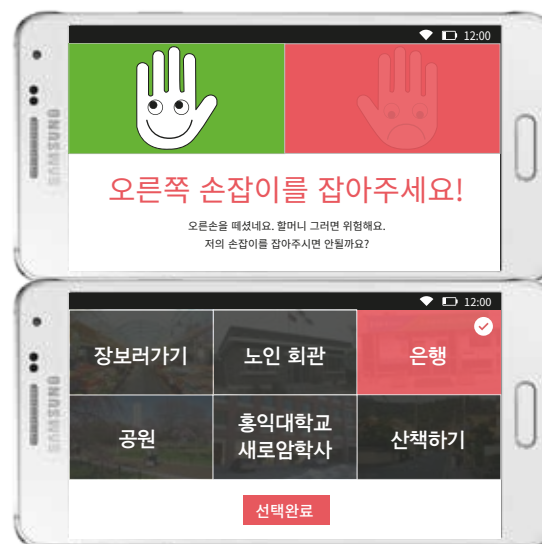 12:00
SAMSUNG
오른쪽 손잡이를 잡아주세요!
오른손을 떼셨네요. 할머니 그러면 위험해요.
저의 손잡이를 잡아주시면 안될까요?
12:00
SAMSUNG
장보러가기
노인 회관
은행
공원
홍익대학교
새로암학사
산책하기
선택완료